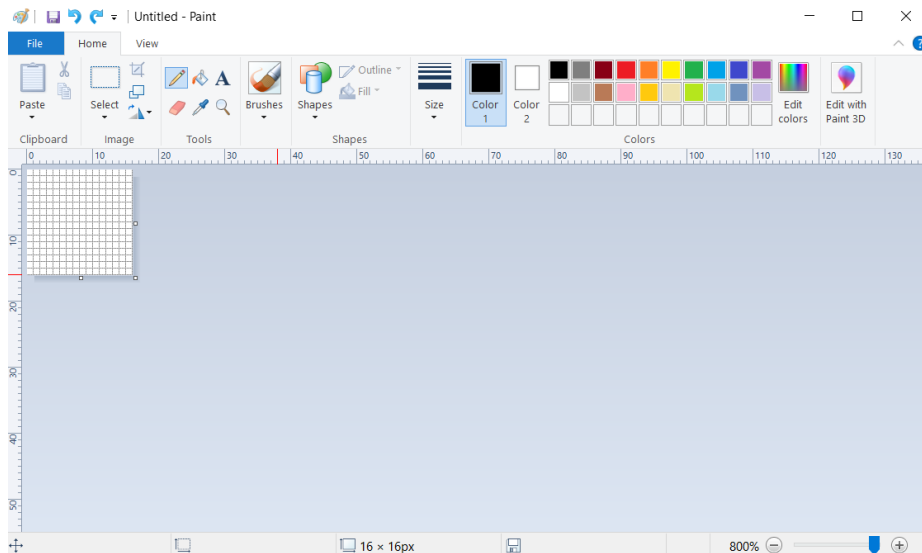 Untitled - Paint
File Home View
Paste
Select
Brushes
Shapes
Outline
Fill
Size
Color 1
Color 2
Edit colors
Edit with Paint 3D
Clipboard Image Tools Shapes Colors
0 10 20 30 40 50 60 70 80 90 100 110 120 130
0
10
20
30
40
50
16 × 16px 800%